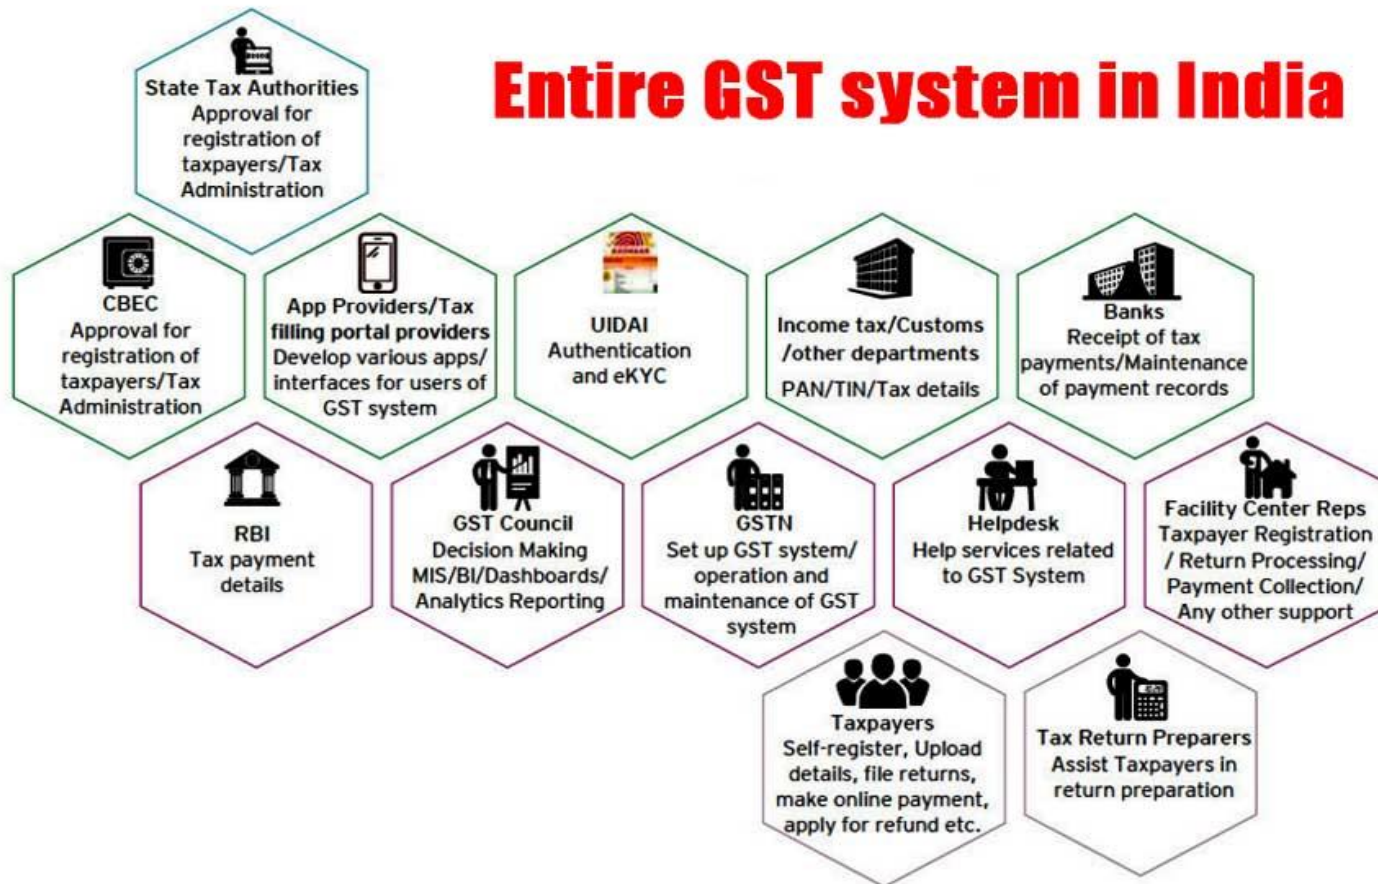 Entire GST system in India
State Tax Authorities
Approval for
registration of
taxpayers/Tax
Administration
CBEC
Approval for
registration of
taxpayers/Tax
Administration
App Providers/Tax
filling portal providers
Develop various apps/
interfaces for users of
GST system
UIDAI
Authentication
and eKYC
Income tax/Customs
/other departments
PAN/TIN/Tax details
Banks
Receipt of tax
payments/Maintenance
of payment records
RBI
Tax payment
details
GST Council
Decision Making
MIS/BI/Dashboards/
Analytics Reporting
GSTN
Set up GST system/
operation and
maintenance of GST
system
Helpdesk
Help services related
to GST System
Facility Center Reps
Taxpayer Registration
/ Return Processing/
Payment Collection/
Any other support
Taxpayers
Self-register, Upload
details, file returns,
make online payment,
apply for refund etc.
Tax Return Preparers
Assist Taxpayers in
return preparation